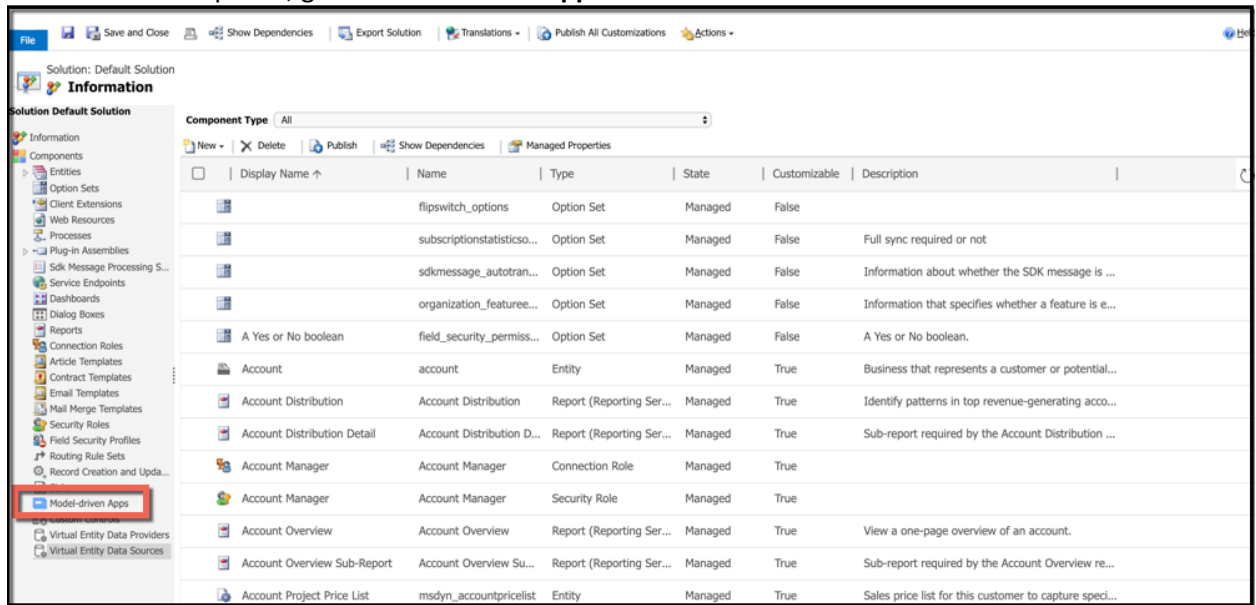 File Save and Close Show Dependencies Export Solution Translations Publish All Customizations Actions Hel
Solution: Default Solution
Information
Solution Default Solution
Component Type All
Information
New Delete Publish Show Dependencies Managed Properties
Components
Entities
Option Sets
Client Extensions
Web Resources
Processes
Plug-in Assemblies
Sdk Message Processing S...
Service Endpoints
Dashboards
Dialog Boxes
Reports
Connection Roles
Article Templates
Contract Templates
Email Templates
Mail Merge Templates
Security Roles
Field Security Profiles
Routing Rule Sets
Record Creation and Upda...
Model-driven Apps
Custom Controls
Virtual Entity Data Providers
Virtual Entity Data Sources
Display Name ↑ Name Type State Customizable Description
flipswitch_options Option Set Managed False
subscriptionstatisticso... Option Set Managed False Full sync required or not
sdkmessage_autotran... Option Set Managed False Information about whether the SDK message is ...
organization_featuree... Option Set Managed False Information that specifies whether a feature is e...
A Yes or No boolean field_security_permiss... Option Set Managed False A Yes or No boolean.
Account account Entity Managed True Business that represents a customer or potential...
Account Distribution Account Distribution Report (Reporting Ser... Managed True Identify patterns in top revenue-generating acco...
Account Distribution Detail Account Distribution D... Report (Reporting Ser... Managed True Sub-report required by the Account Distribution ...
Account Manager Account Manager Connection Role Managed True
Account Manager Account Manager Security Role Managed True
Account Overview Account Overview Report (Reporting Ser... Managed True View a one-page overview of an account.
Account Overview Sub-Report Account Overview Su... Report (Reporting Ser... Managed True Sub-report required by the Account Overview re...
Account Project Price List msdyn_accountpricelist Entity Managed True Sales price list for this customer to capture speci...